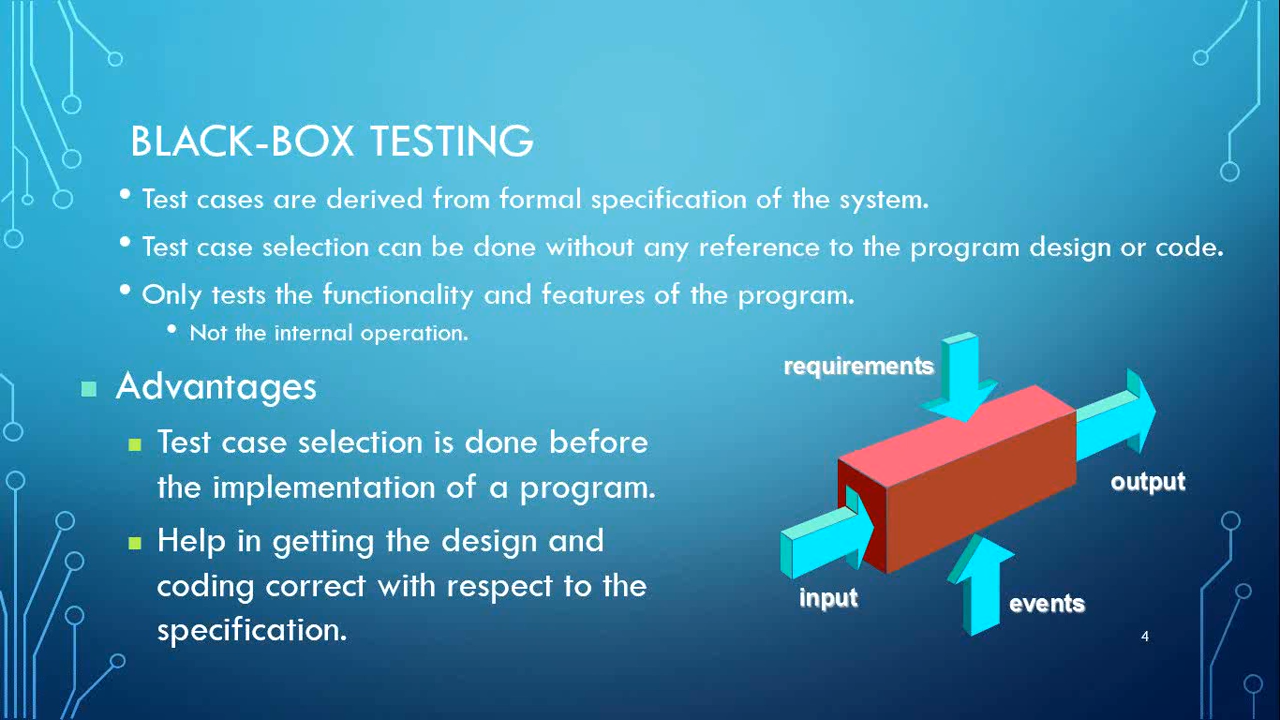 BLACK-BOX TESTING
• Test cases are derived from formal specification of the system.
• Test case selection can be done without any reference to the program design or code.
• Only tests the functionality and features of the program.
• Not the internal operation.
Advantages
Test case selection is done before
the implementation of a program.
Help in getting the design and
coding correct with respect to the
specification.
requirements
output
input
events
4